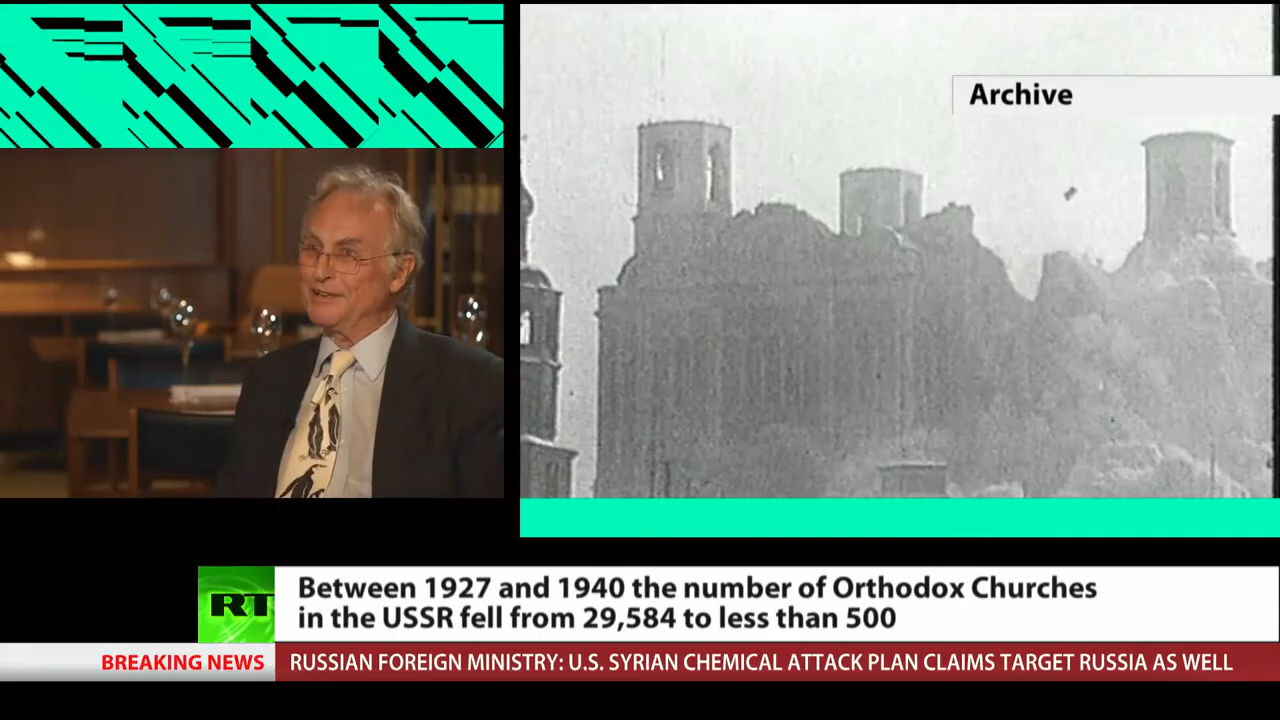 Archive
RT
Between 1927 and 1940 the number of Orthodox Churches
in the USSR fell from 29,584 to less than 500
BREAKING NEWS
RUSSIAN FOREIGN MINISTRY: U.S. SYRIAN CHEMICAL ATTACK PLAN CLAIMS TARGET RUSSIA AS WELL